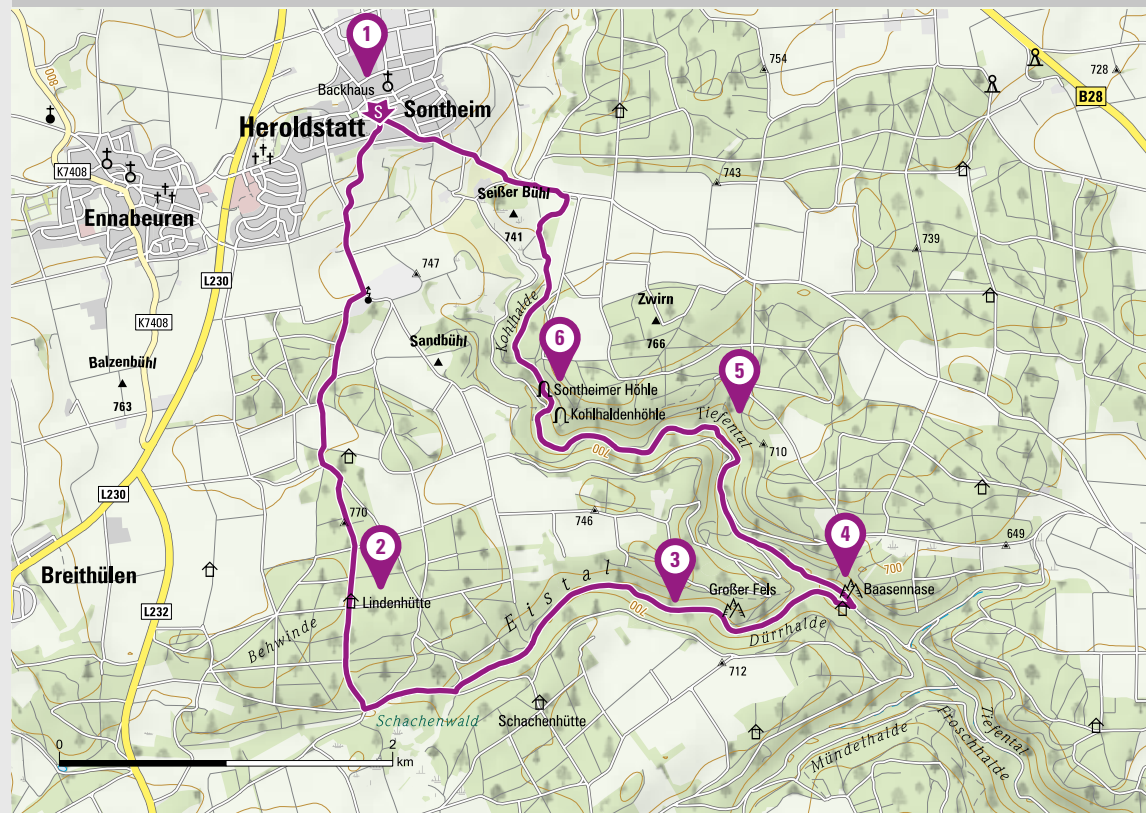 1
B28
754
728
800
Backhaus
S
Sontheim
Heroldstatt
K7408
Ennabeuren
743
Seißer Bühl
741
739
L230
747
K7408
Kohlhalde
Zwirn
766
Sandbühl
Balzenbühl
763
6
5
Sontheimer Höhle
Kohlhaldenhöhle
Tiefental
700
710
L230
770
746
649
2
3
4
700
Breithülen
Lindenhütte
Eistal
700
Großer Fels
Baasennase
L232
Behwinde
Dürrhalde
712
Schachenwald
Schachenhütte
Mündelhalde
Froschhalde
Tiefental
0
2
km